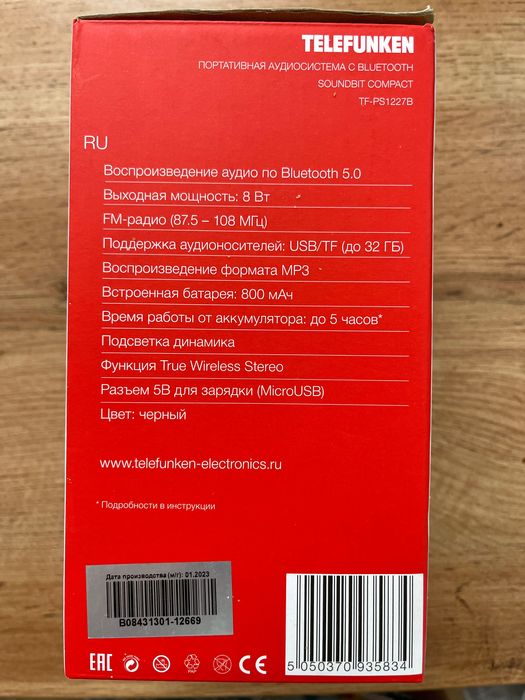 TELEFUNKEN
ПОРТАТИВНАЯ АУДИОСИСТЕМА С BLUETOOTH
SOUNDBIT COMPACT
TF-PS1227B
RU
Воспроизведение аудио по Bluetooth 5.0
Выходная мощность: 8 Вт
FM-радио (87.5 – 108 МГц)
Поддержка аудионосителей: USB/TF (до 32 ГБ)
Воспроизведение формата MP3
Встроенная батарея: 800 мАч
Время работы от аккумулятора: до 5 часов*
Подсветка динамика
Функция True Wireless Stereo
Разъем 5В для зарядки (MicroUSB)
Цвет: черный
www.telefunken-electronics.ru
* Подробности в инструкции
Дата производства (м/г): 01.2023
B08431301-12669
EAC
PAP
CE
5 050370 935834